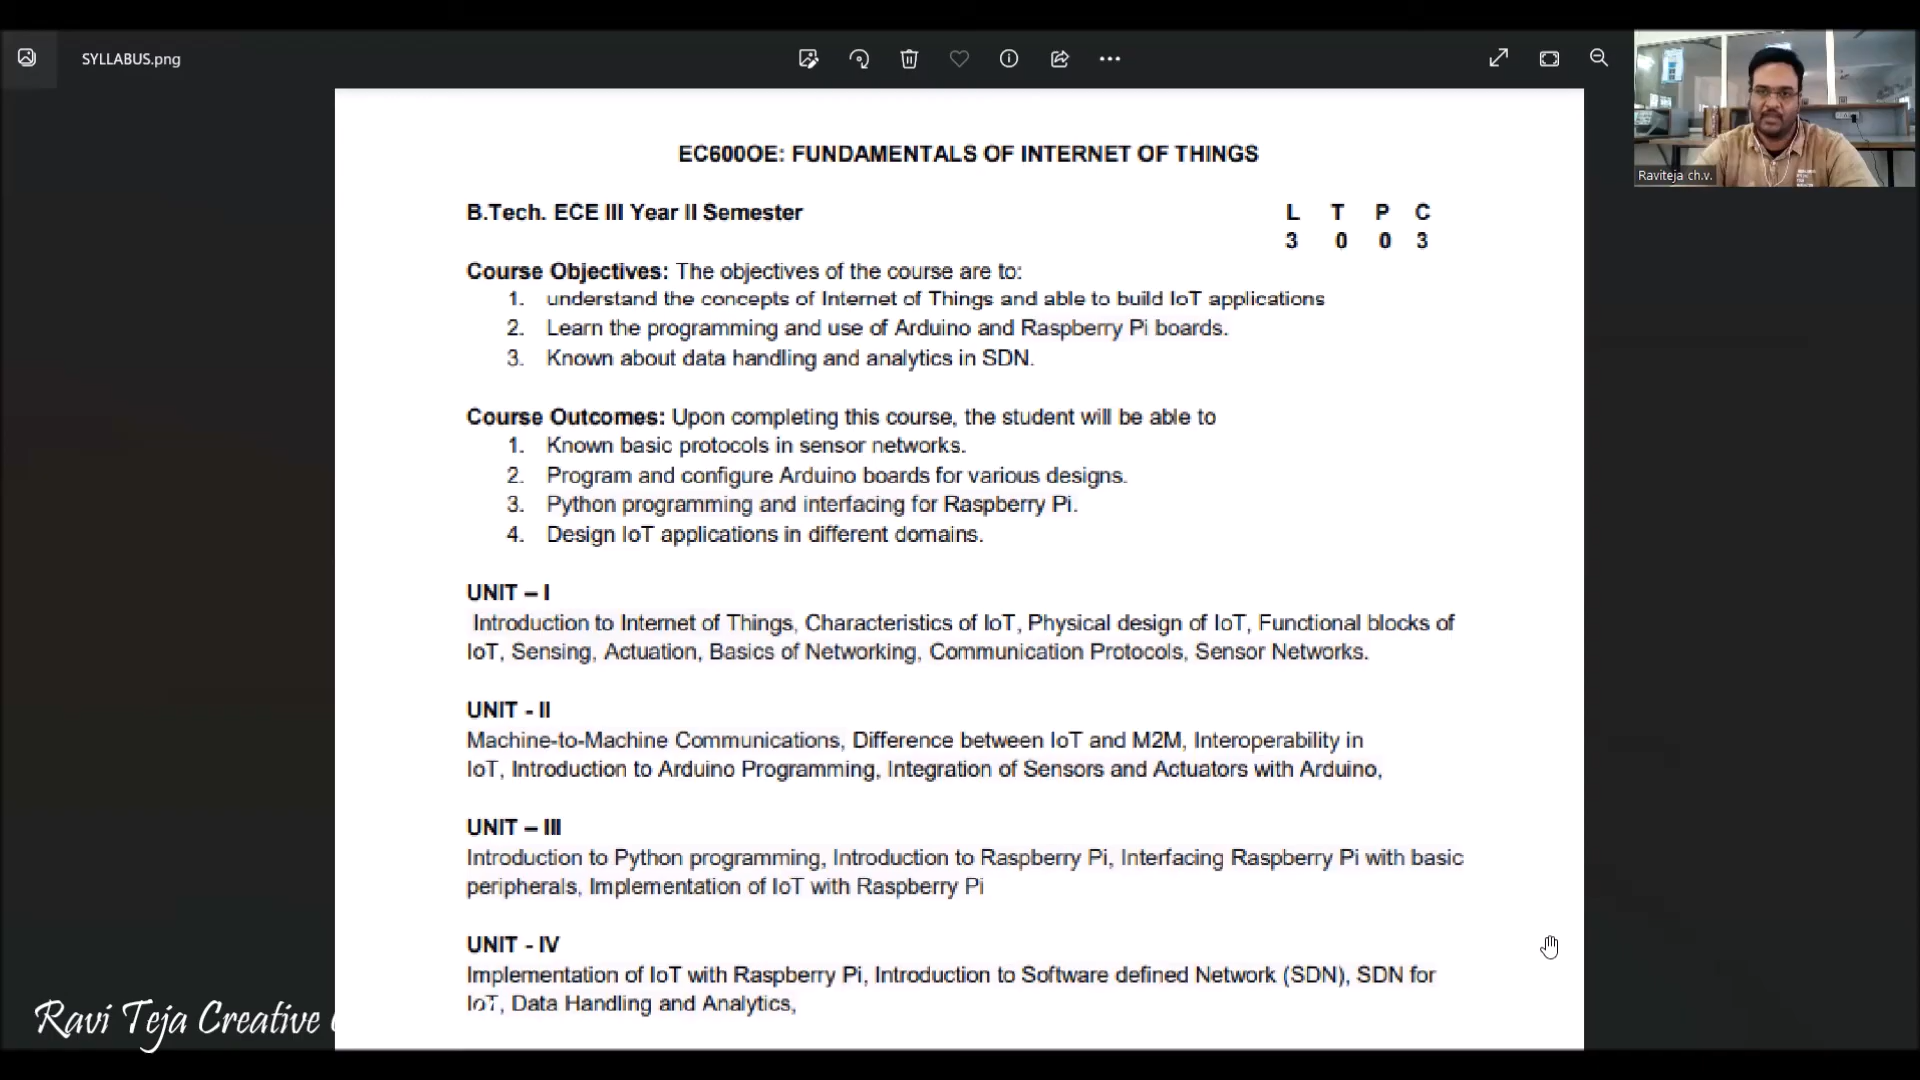 SYLLABUS.png
Raviteja ch.v.
EC600OE: FUNDAMENTALS OF INTERNET OF THINGS
B.Tech. ECE III Year II Semester L T P C
3 0 0 3
Course Objectives: The objectives of the course are to:
1. understand the concepts of Internet of Things and able to build IoT applications
2. Learn the programming and use of Arduino and Raspberry Pi boards.
3. Known about data handling and analytics in SDN.
Course Outcomes: Upon completing this course, the student will be able to
1. Known basic protocols in sensor networks.
2. Program and configure Arduino boards for various designs.
3. Python programming and interfacing for Raspberry Pi.
4. Design IoT applications in different domains.
UNIT – I
Introduction to Internet of Things, Characteristics of IoT, Physical design of IoT, Functional blocks of
IoT, Sensing, Actuation, Basics of Networking, Communication Protocols, Sensor Networks.
UNIT - II
Machine-to-Machine Communications, Difference between IoT and M2M, Interoperability in
IoT, Introduction to Arduino Programming, Integration of Sensors and Actuators with Arduino,
UNIT – III
Introduction to Python programming, Introduction to Raspberry Pi, Interfacing Raspberry Pi with basic
peripherals, Implementation of IoT with Raspberry Pi
UNIT - IV
Implementation of IoT with Raspberry Pi, Introduction to Software defined Network (SDN), SDN for
IoT, Data Handling and Analytics,
Ravi Teja Creative